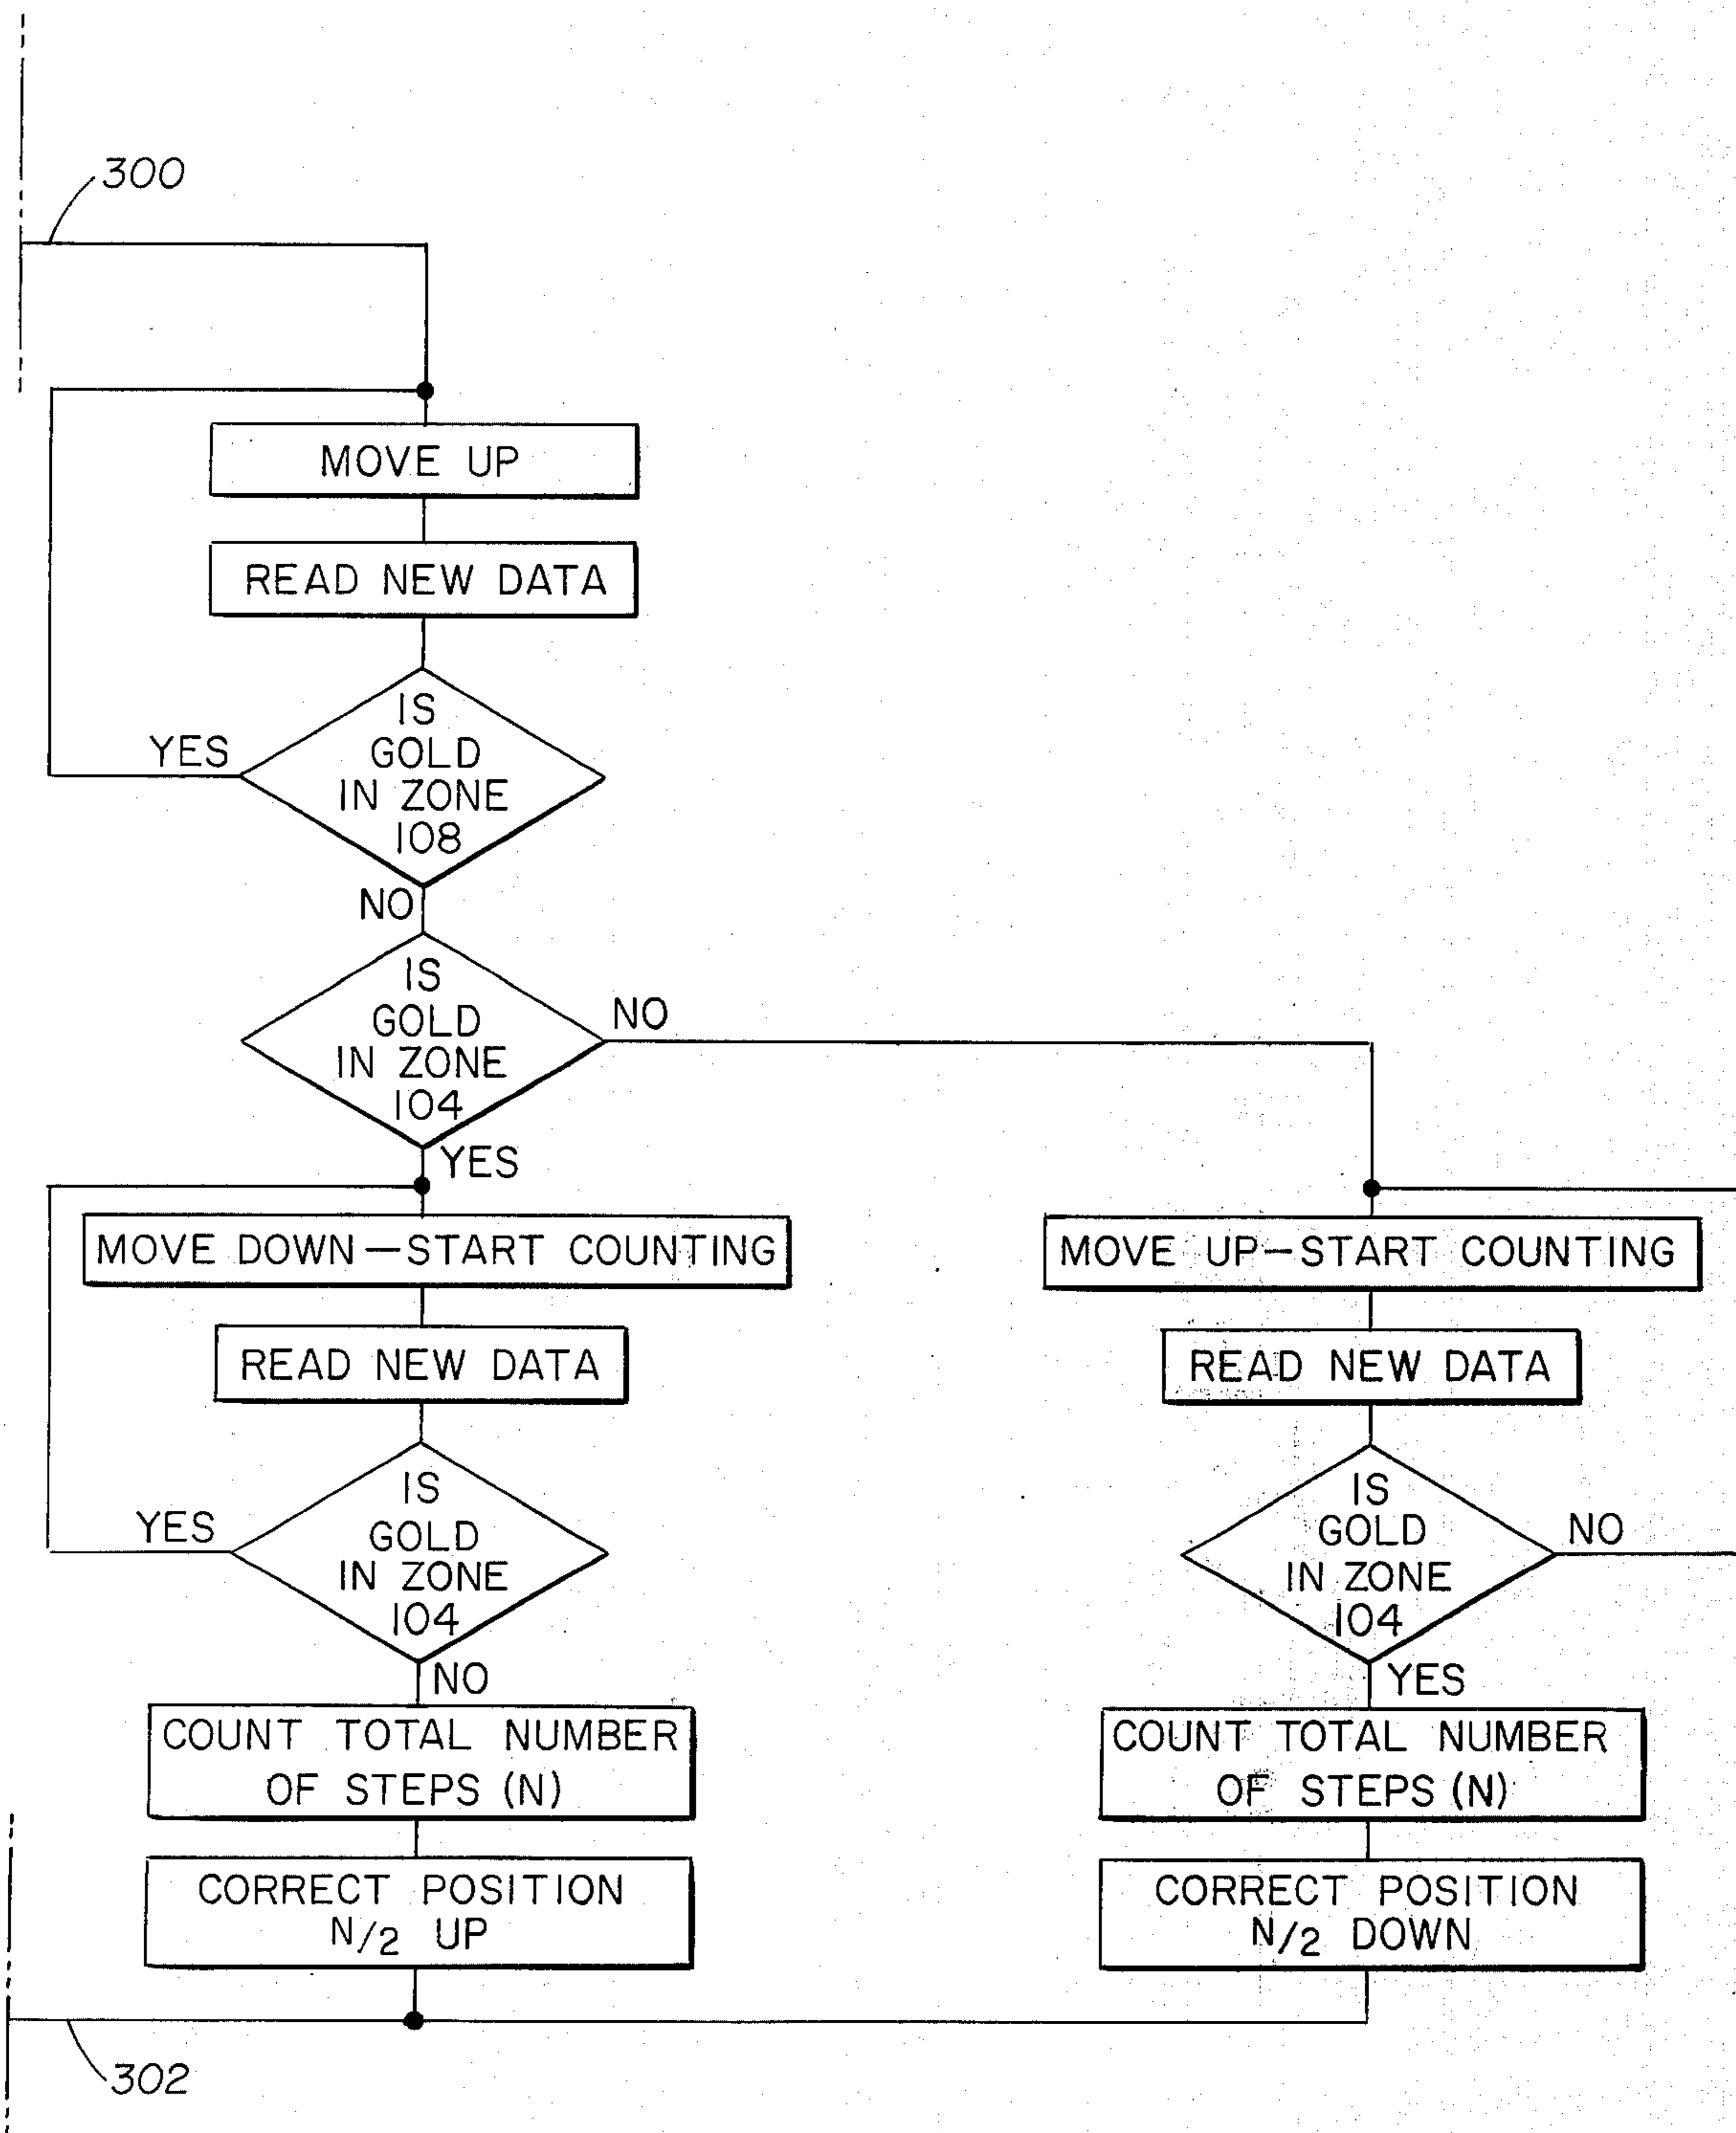 300
MOVE UP
READ NEW DATA
IS
GOLD
IN ZONE
108
YES
NO
IS
GOLD
IN ZONE
104
NO
YES
MOVE DOWN—START COUNTING
READ NEW DATA
IS
GOLD
IN ZONE
104
YES
NO
COUNT TOTAL NUMBER
OF STEPS (N)
CORRECT POSITION
N/2 UP
MOVE UP—START COUNTING
READ NEW DATA
IS
GOLD
IN ZONE
104
NO
YES
COUNT TOTAL NUMBER
OF STEPS (N)
CORRECT POSITION
N/2 DOWN
302